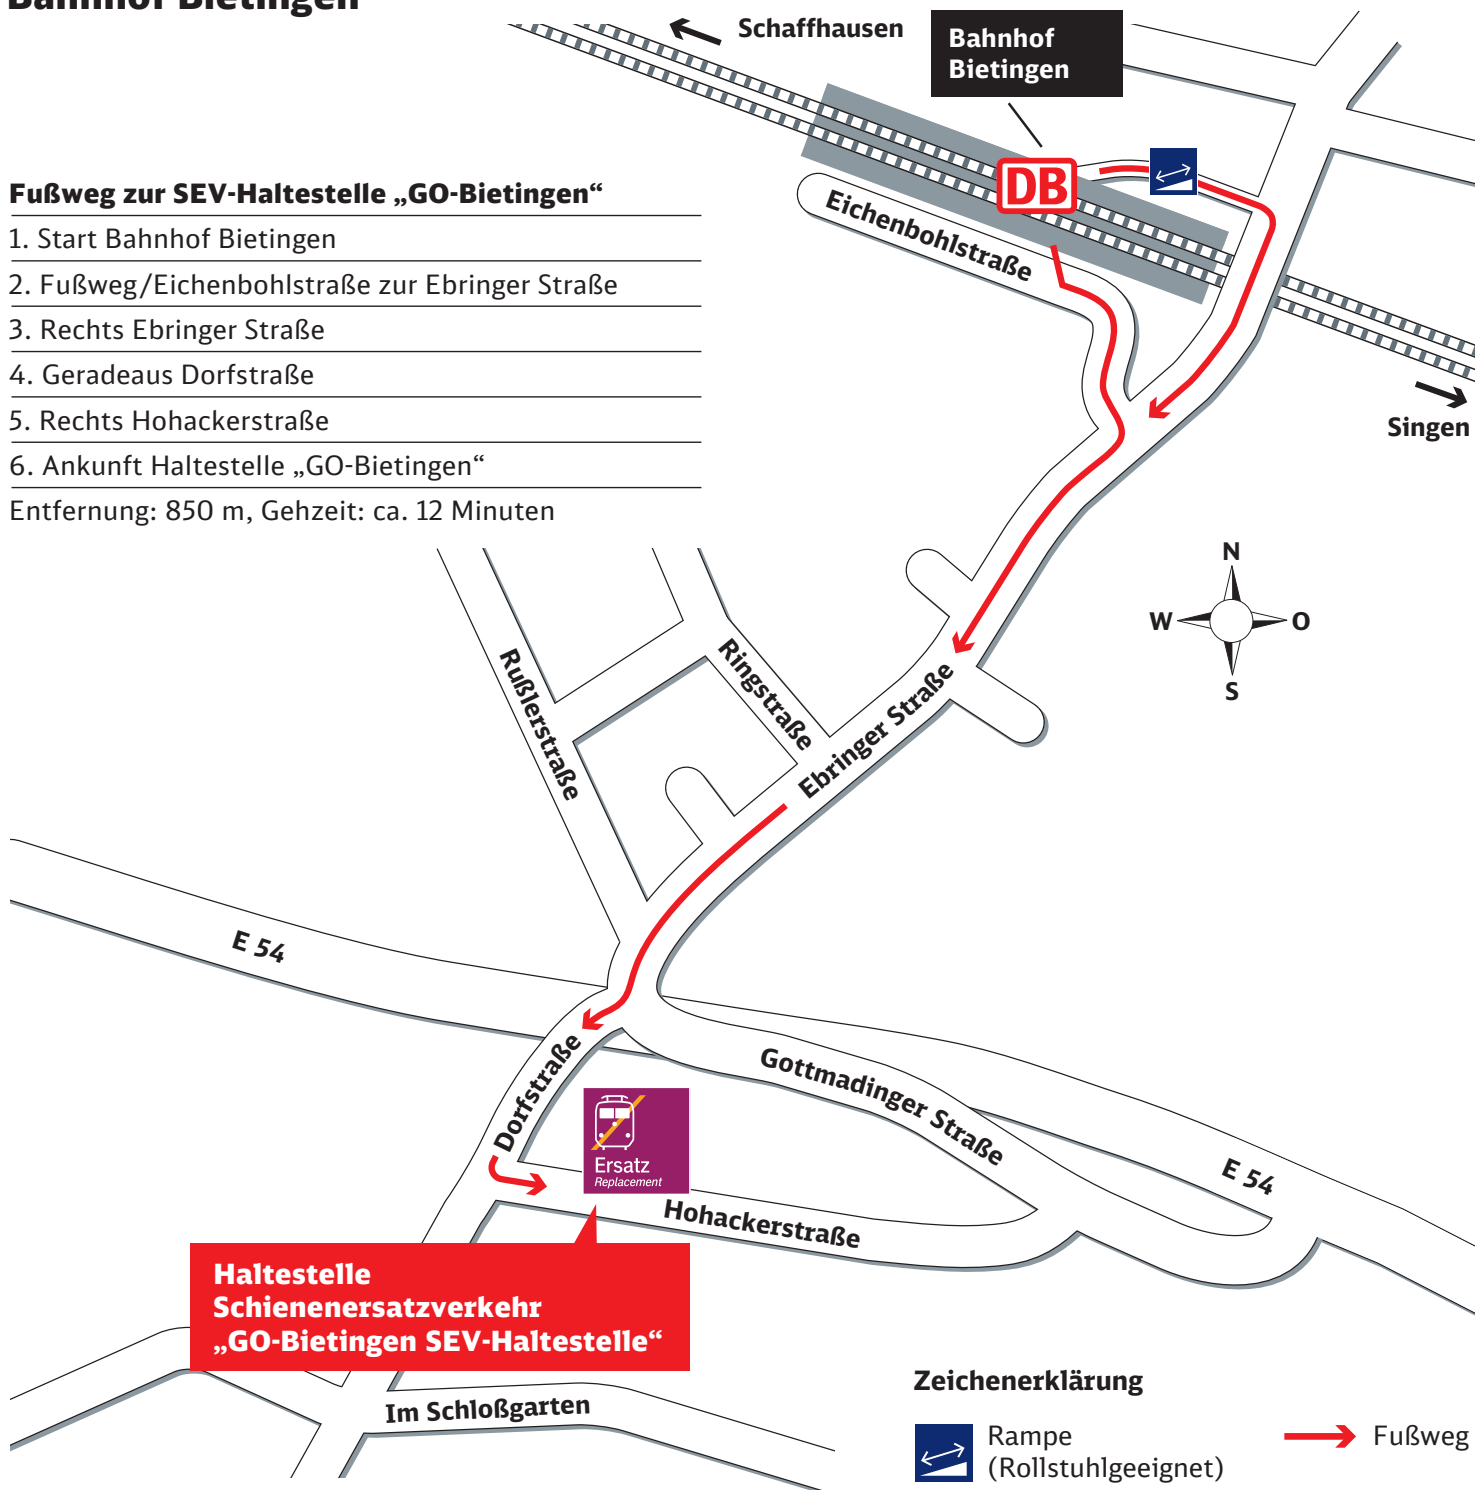 Bahnhof Bietingen
Schaffhausen
Bahnhof
Bietingen
DB
Fußweg zur SEV-Haltestelle „GO-Bietingen“
1. Start Bahnhof Bietingen
2. Fußweg/Eichenbohlstraße zur Ebringer Straße
3. Rechts Ebringer Straße
4. Geradeaus Dorfstraße
5. Rechts Hohackerstraße
6. Ankunft Haltestelle „GO-Bietingen“
Entfernung: 850 m, Gehzeit: ca. 12 Minuten
Eichenbohlstraße
Singen
N
W
O
S
Rußlerstraße
Ringstraße
Ebringer Straße
E 54
Dorfstraße
Gottmadinger Straße
E 54
Ersatz
Replacement
Hohackerstraße
Haltestelle
Schienenersatzverkehr
„GO-Bietingen SEV-Haltestelle“
Im Schloßgarten
Zeichenerklärung
Rampe
(Rollstuhlgeeignet)
Fußweg